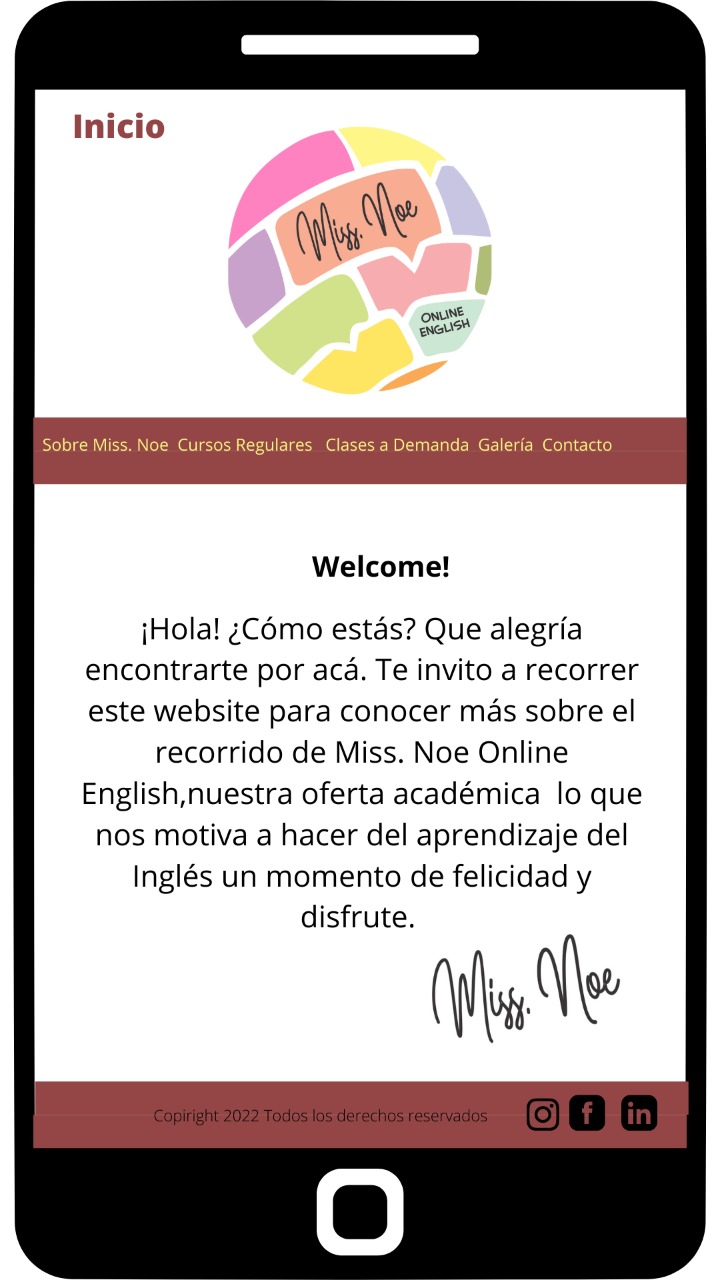 Inicio
Miss. Noe
ONLINE
ENGLISH
Sobre Miss. Noe  Cursos Regulares   Clases a Demanda  Galería  Contacto
Welcome!
¡Hola! ¿Cómo estás? Que alegría
encontrarte por acá. Te invito a recorrer
este website para conocer más sobre el
recorrido de Miss. Noe Online
English,nuestra oferta académica  lo que
nos motiva a hacer del aprendizaje del
Inglés un momento de felicidad y
disfrute.
Miss. Noe
Copiright 2022 Todos los derechos reservados